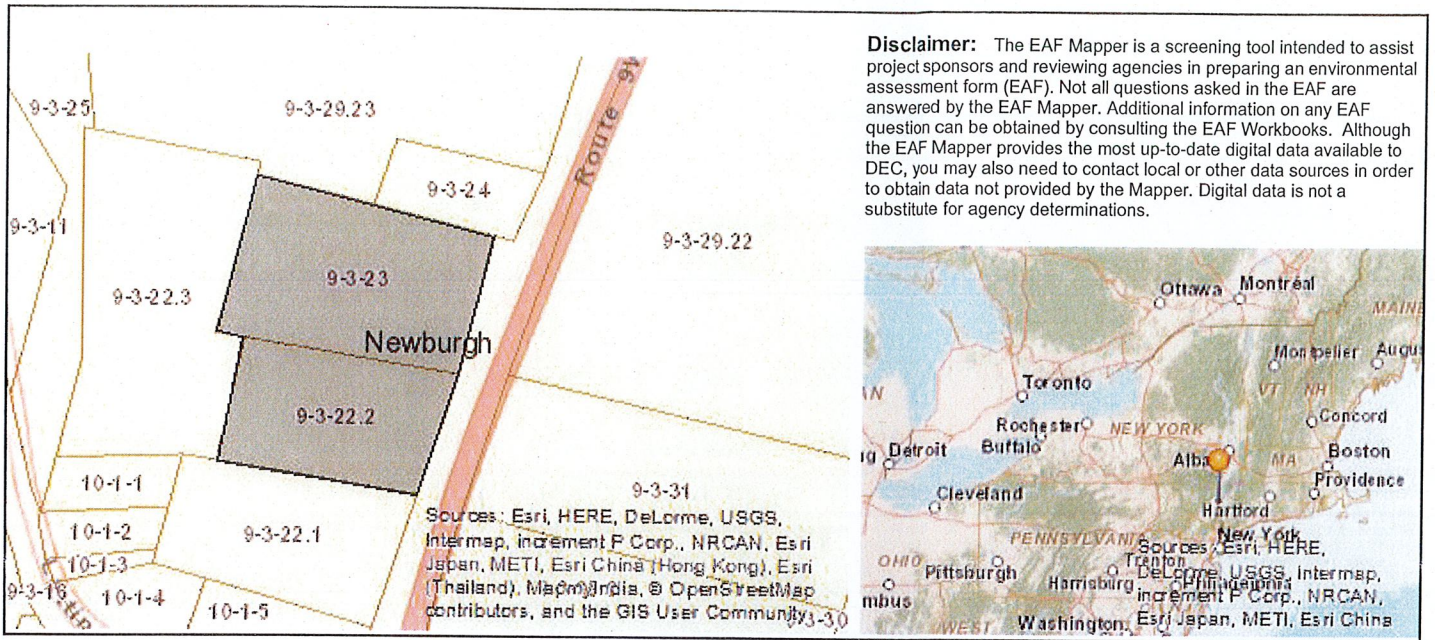 9-3-25
9-3-29.23
9-3-24
9-3-11
9-3-23
9-3-22.3
9-3-29.22
Newburgh
9-3-22.2
Route
10-1-1
10-1-2
9-3-22.1
9-3-31
10-1-3
9-3-16
10-1-4
10-1-5
9-3-30
Sources: Esri, HERE, DeLorme, USGS,
Intermap, increment P Corp., NRCAN, Esri
Japan, METI, Esri China (Hong Kong), Esri
(Thailand), MapmyIndia, © OpenStreetMap
contributors, and the GIS User Community
Disclaimer: The EAF Mapper is a screening tool intended to assist
project sponsors and reviewing agencies in preparing an environmental
assessment form (EAF). Not all questions asked in the EAF are
answered by the EAF Mapper. Additional information on any EAF
question can be obtained by consulting the EAF Workbooks. Although
the EAF Mapper provides the most up-to-date digital data available to
DEC, you may also need to contact local or other data sources in order
to obtain data not provided by the Mapper. Digital data is not a
substitute for agency determinations.
Ottawa
Montréal
MAINE
Montpelier
Augu
Toronto
VT
NH
Concord
Rochester
NEW YORK
Buffalo
Detroit
Alba
MA
Boston
Providence
Cleveland
Hartford
New York
PENNSYLVANIA
OHIO
Pittsburgh
Trenton
Harrisburg
Philadelphia
mbus
WEST
Washington
Sources: Esri, HERE,
DeLorme, USGS, Intermap,
increment P Corp., NRCAN,
Esri Japan, METI, Esri China